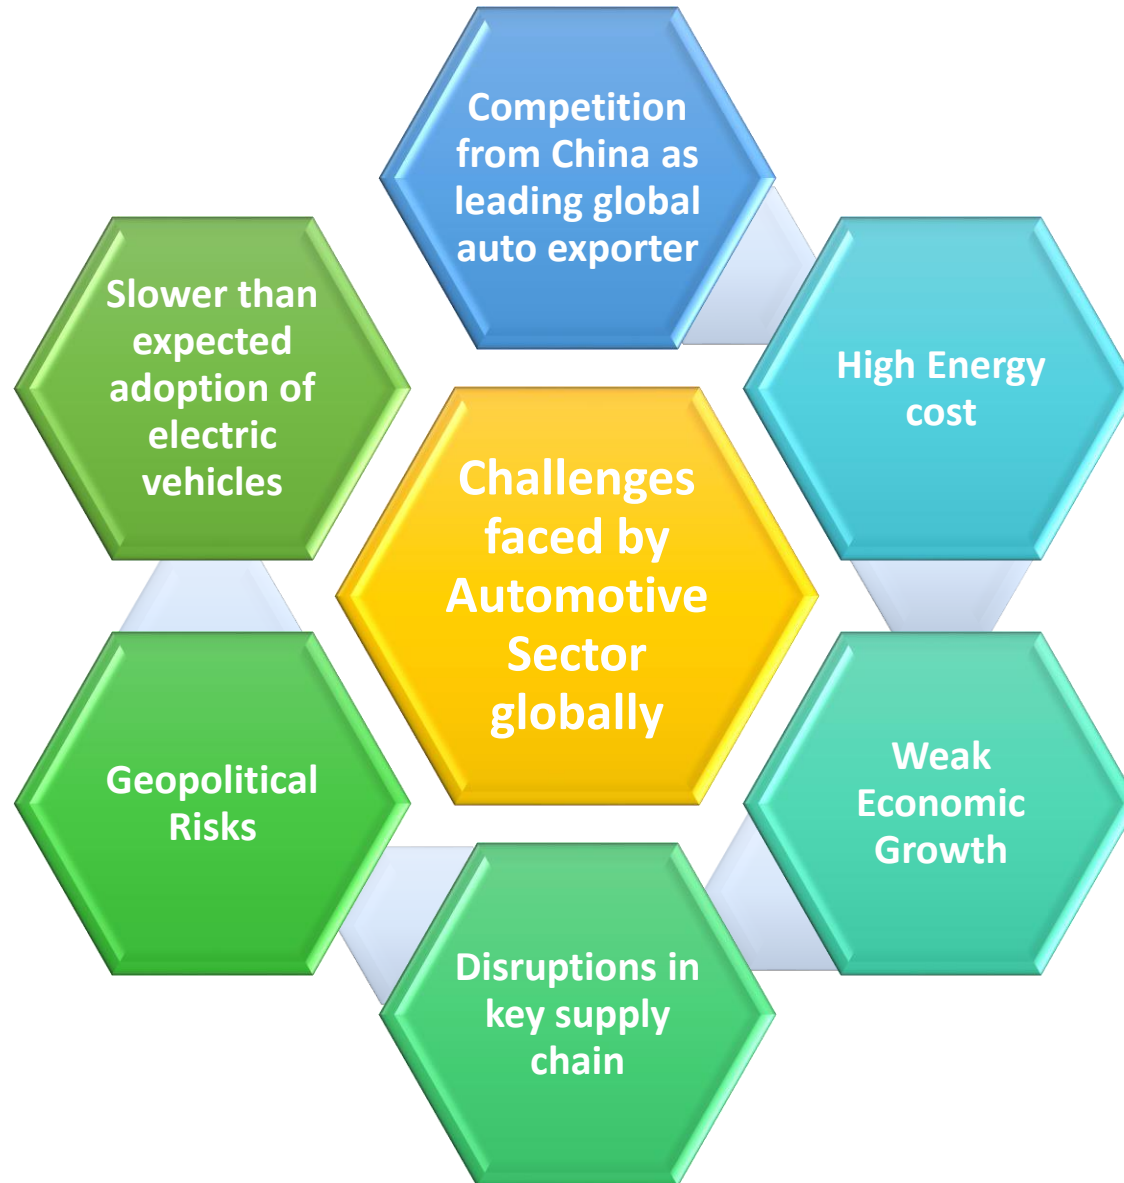 Competition
from China as
leading global
auto exporter
High Energy
cost
Weak
Economic
Growth
Disruptions in
key supply
chain
Geopolitical
Risks
Slower than
expected
adoption of
electric
vehicles
Challenges
faced by
Automotive
Sector
globally